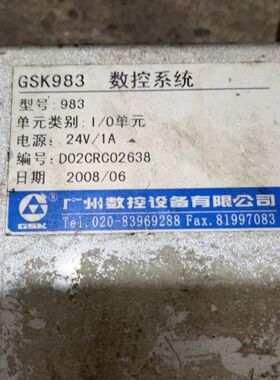 GSK983 数控系统
型号: 983
单元类别: I/O单元
电源: 24V/1A
编号: D02CRC02638
日期 2008/06
GSK ® 广州数控设备有限公司
Tel.020-83969288 Fax.81997083